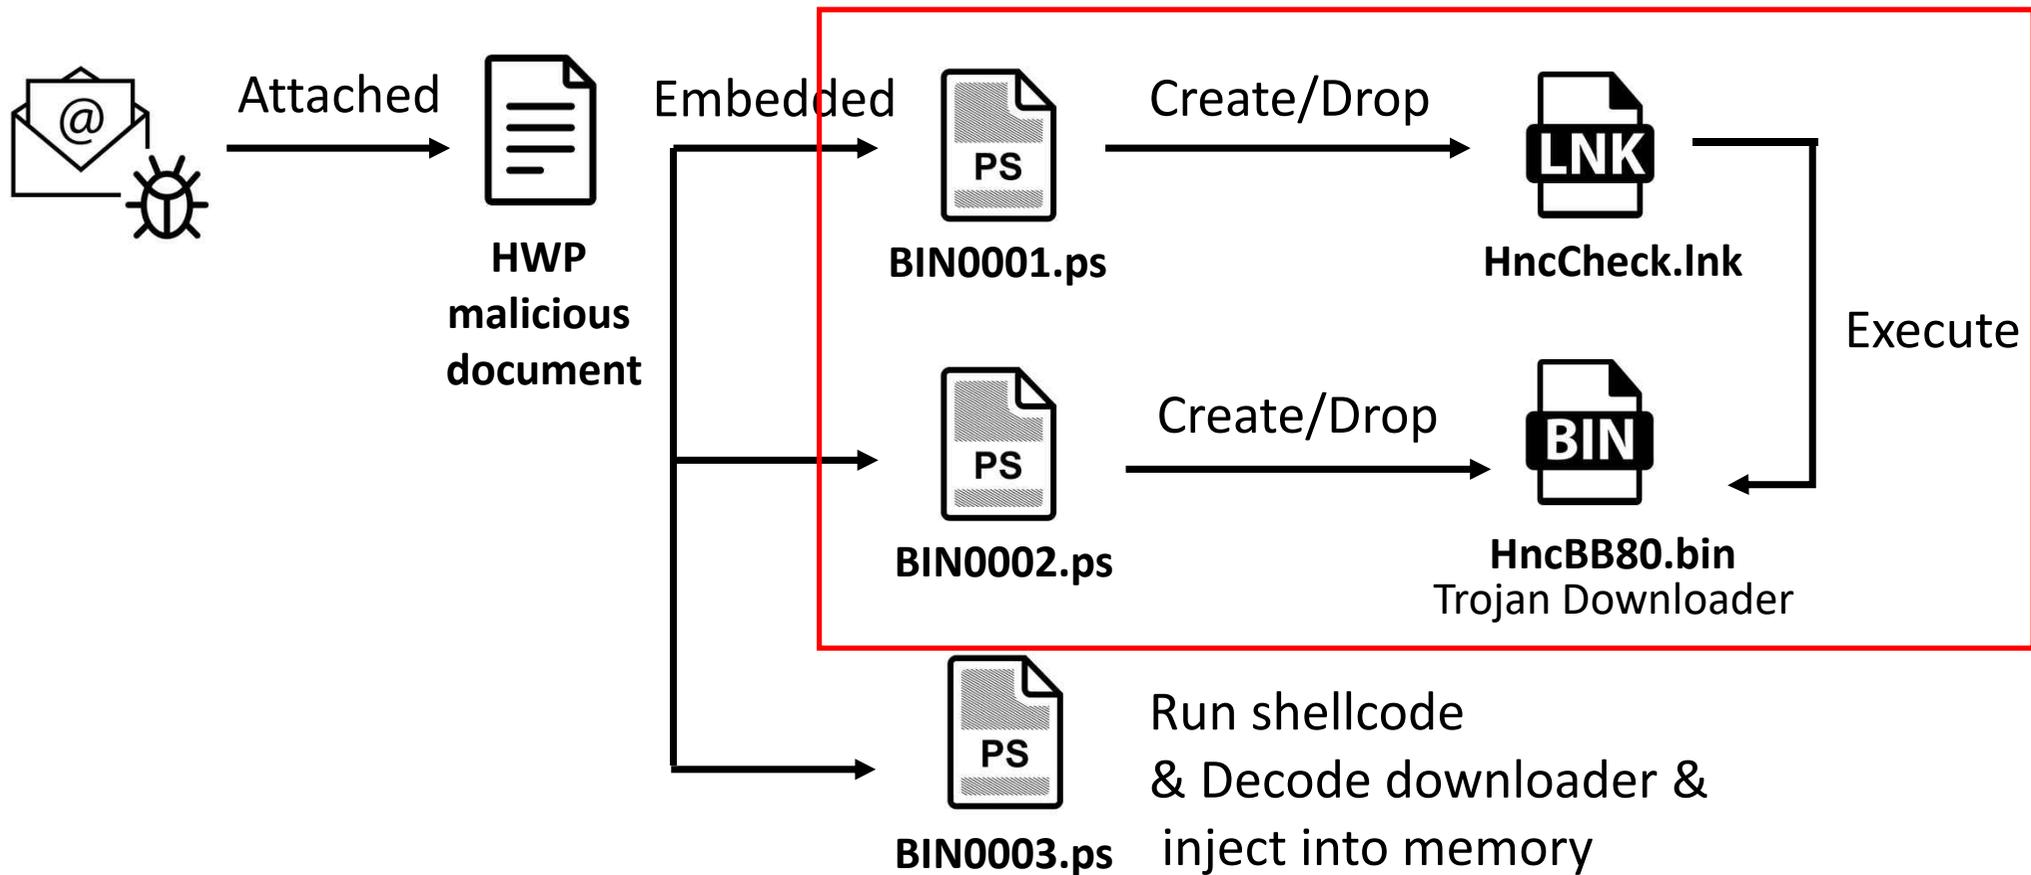 @
Attached
HWP
malicious
document
Embedded
PS
BIN0001.ps
Create/Drop
LNK
HncCheck.lnk
Execute
PS
BIN0002.ps
Create/Drop
BIN
HncBB80.bin
Trojan Downloader
PS
BIN0003.ps
Run shellcode
& Decode downloader &
inject into memory